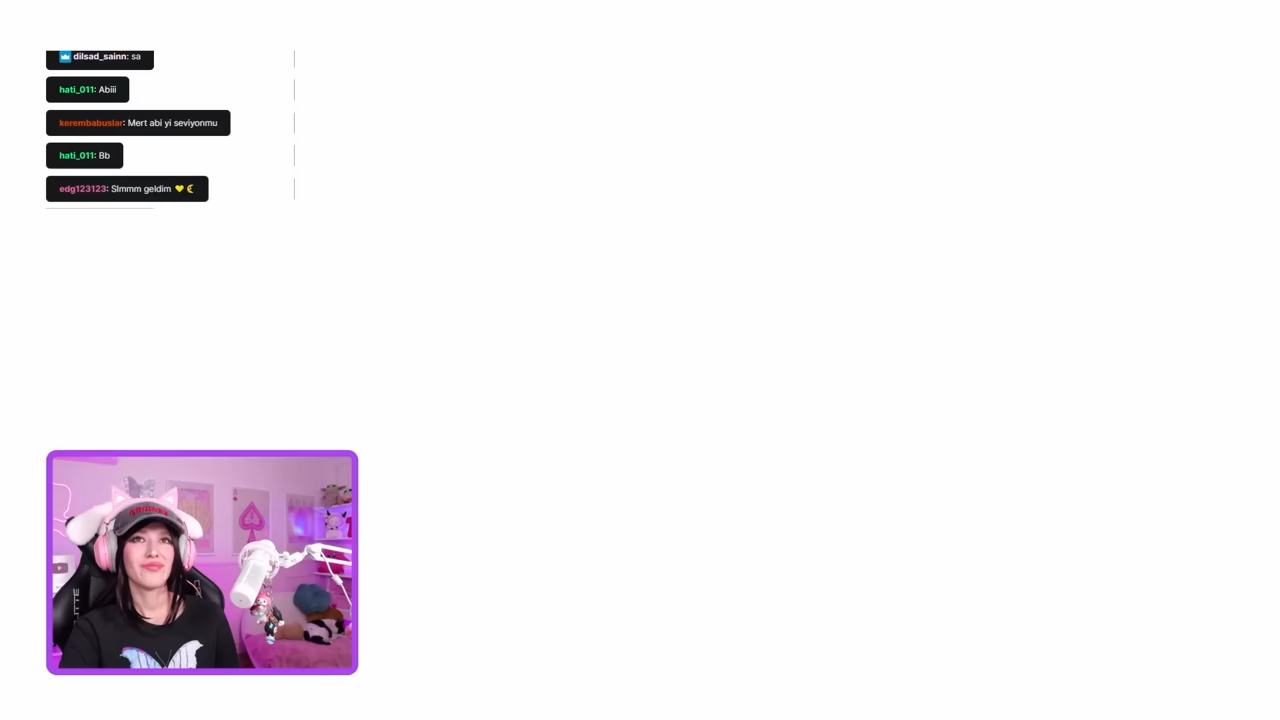 dilsad_sainn: sa
hati_011: Abiii
kerembabuslar: Mert abi yi seviyonmu
hati_011: Bb
edg123123: Slmmm geldim 💛☪